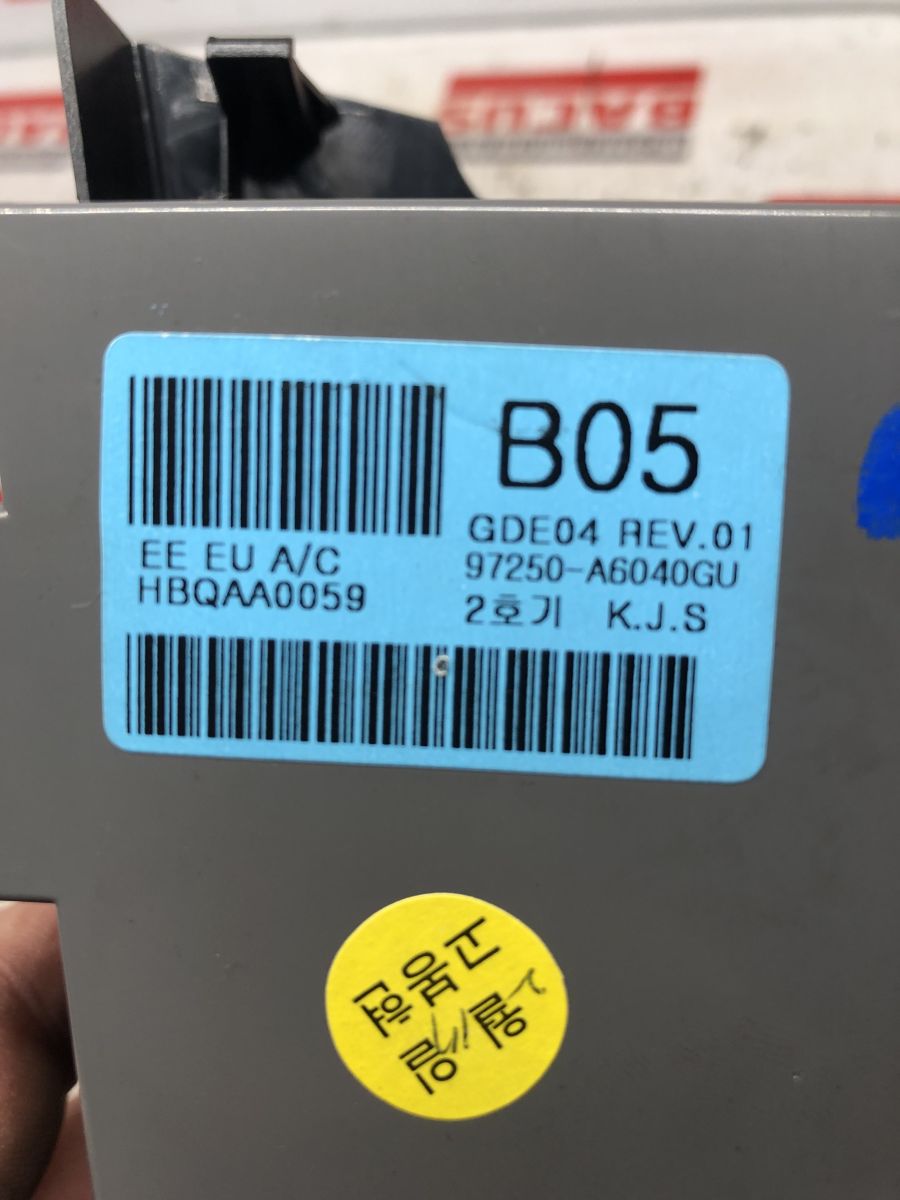 B05
GDE04 REV.01
EE EU A/C
97250-A6040GU
HBQAA0059
2호기 K.J.S